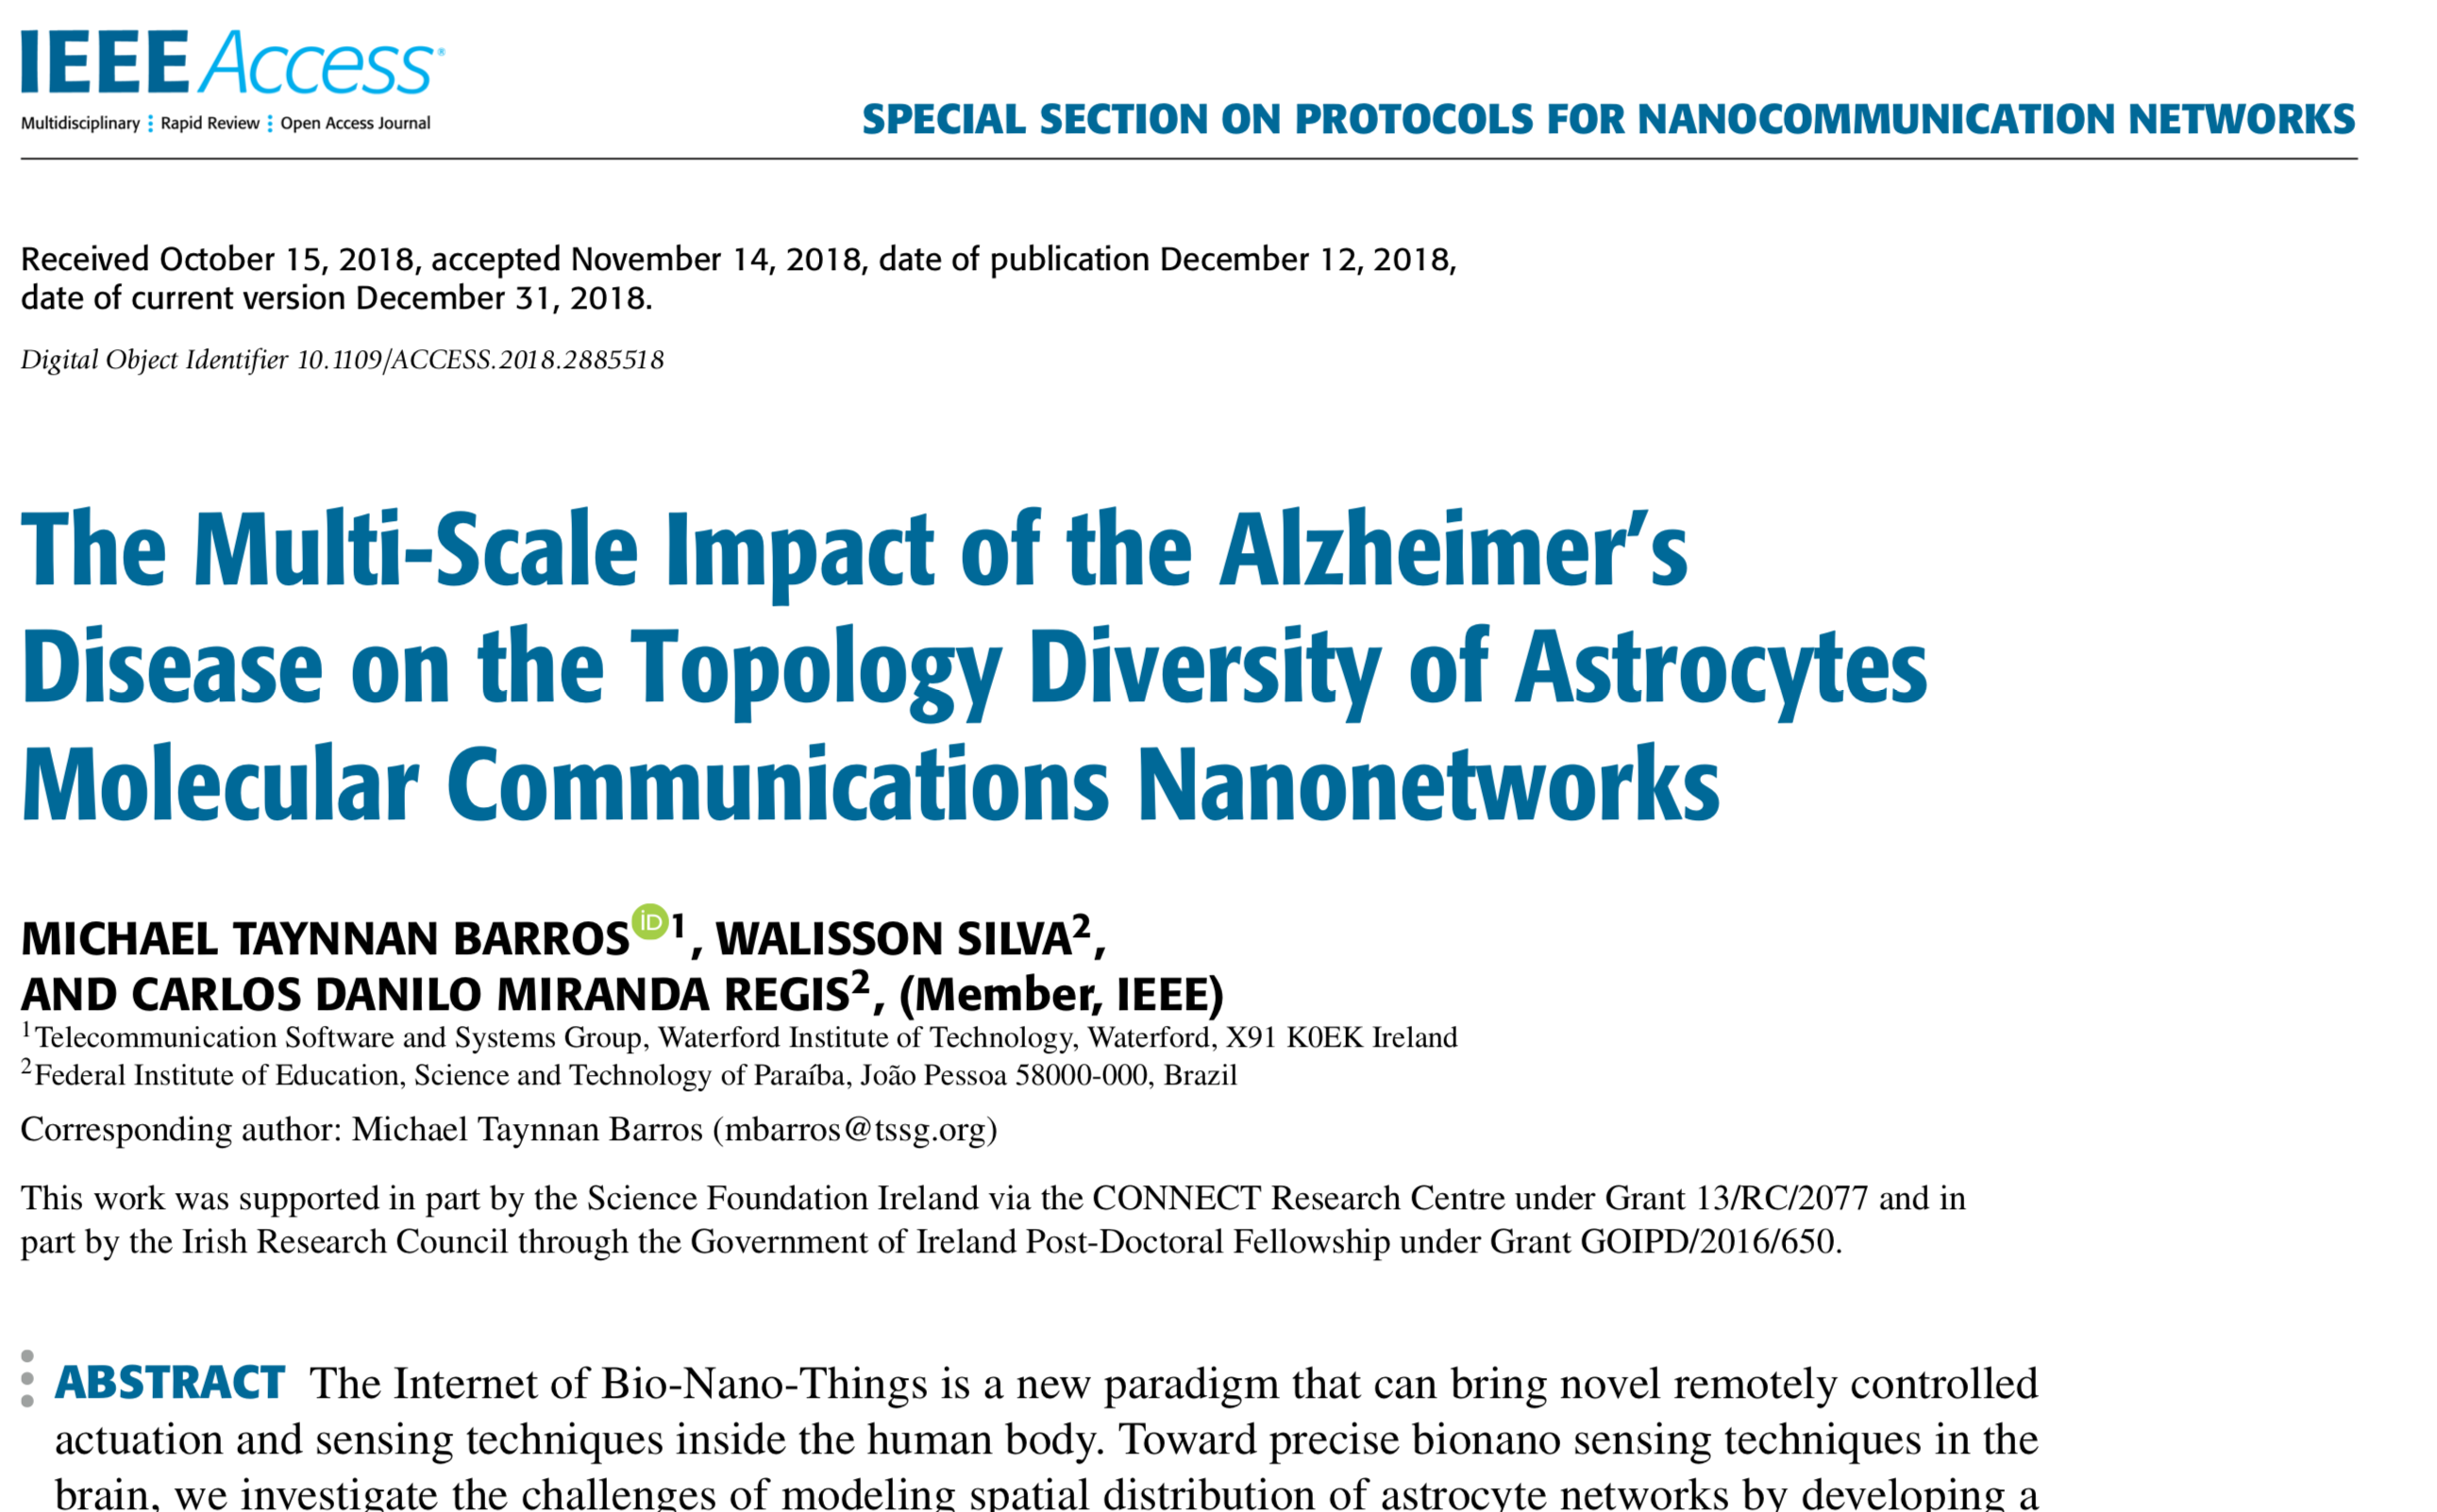 IEEE Access®
Multidisciplinary ⋮ Rapid Review ⋮ Open Access Journal
SPECIAL SECTION ON PROTOCOLS FOR NANOCOMMUNICATION NETWORKS
Received October 15, 2018, accepted November 14, 2018, date of publication December 12, 2018,
date of current version December 31, 2018.
Digital Object Identifier 10.1109/ACCESS.2018.2885518
The Multi-Scale Impact of the Alzheimer’s
Disease on the Topology Diversity of Astrocytes
Molecular Communications Nanonetworks
MICHAEL TAYNNAN BARROS iD 1, WALISSON SILVA2,
AND CARLOS DANILO MIRANDA REGIS2, (Member, IEEE)
1Telecommunication Software and Systems Group, Waterford Institute of Technology, Waterford, X91 K0EK Ireland
2Federal Institute of Education, Science and Technology of Paraíba, João Pessoa 58000-000, Brazil
Corresponding author: Michael Taynnan Barros (mbarros@tssg.org)
This work was supported in part by the Science Foundation Ireland via the CONNECT Research Centre under Grant 13/RC/2077 and in
part by the Irish Research Council through the Government of Ireland Post-Doctoral Fellowship under Grant GOIPD/2016/650.
ABSTRACT The Internet of Bio-Nano-Things is a new paradigm that can bring novel remotely controlled
actuation and sensing techniques inside the human body. Toward precise bionano sensing techniques in the
brain, we investigate the challenges of modeling spatial distribution of astrocyte networks by developing a